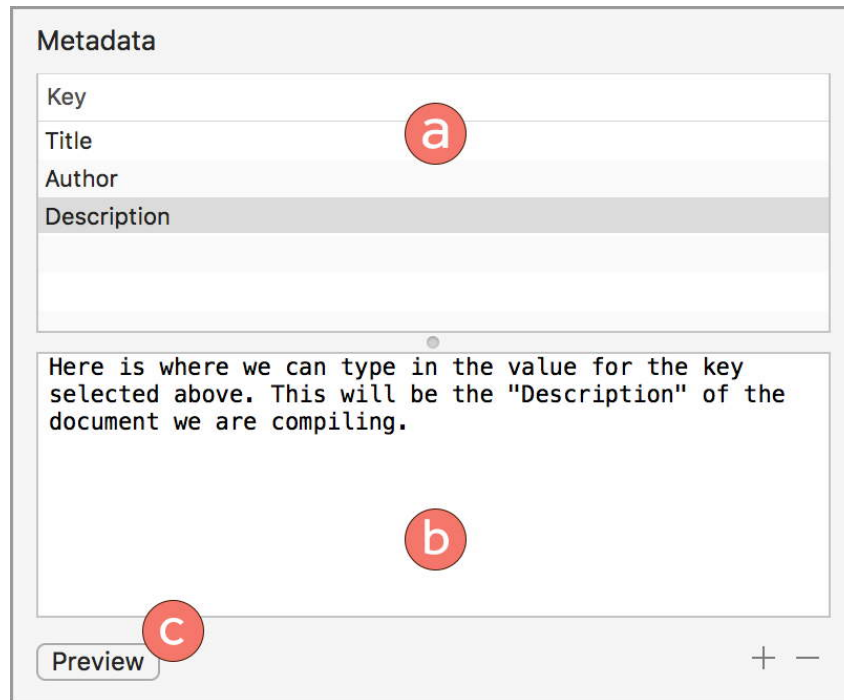 Metadata
Key
a
Title
Author
Description
Here is where we can type in the value for the key
selected above. This will be the "Description" of the
document we are compiling.
b
c
Preview